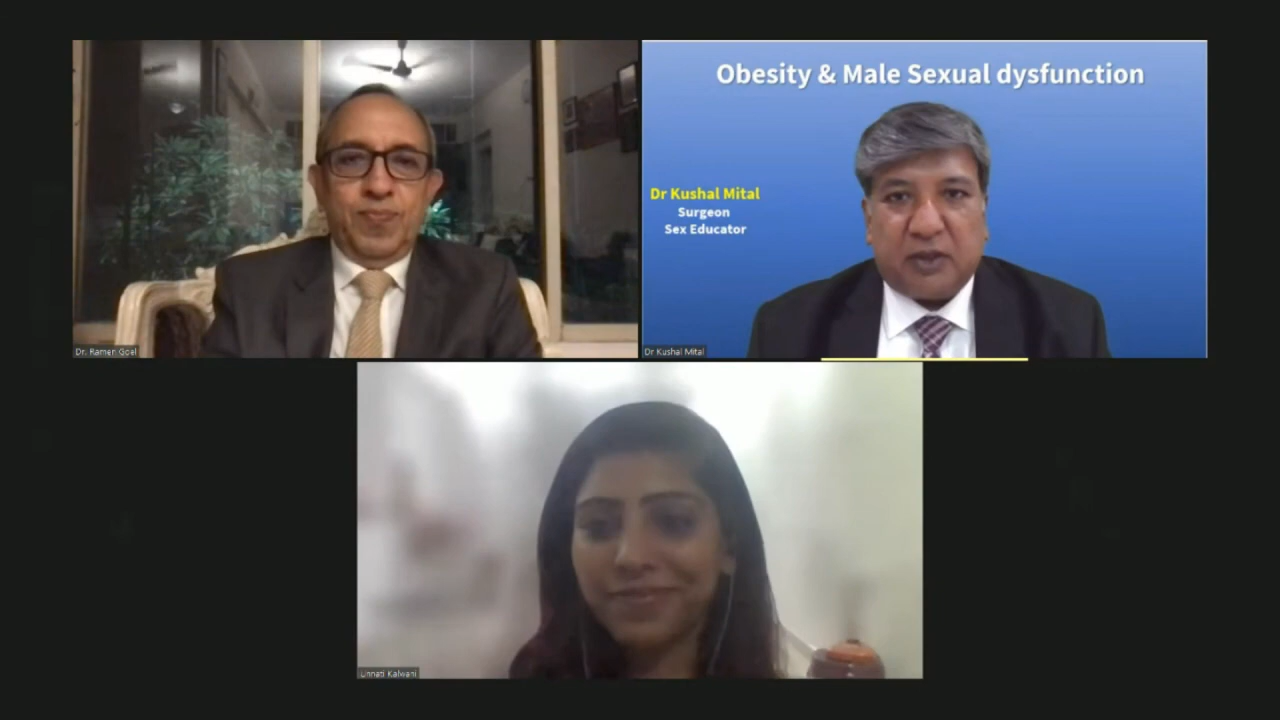 Obesity & Male Sexual dysfunction
Dr Kushal Mital
Surgeon
Sex Educator
Dr. Ramen Goel
Dr Kushal Mital
Unnati Kalwani